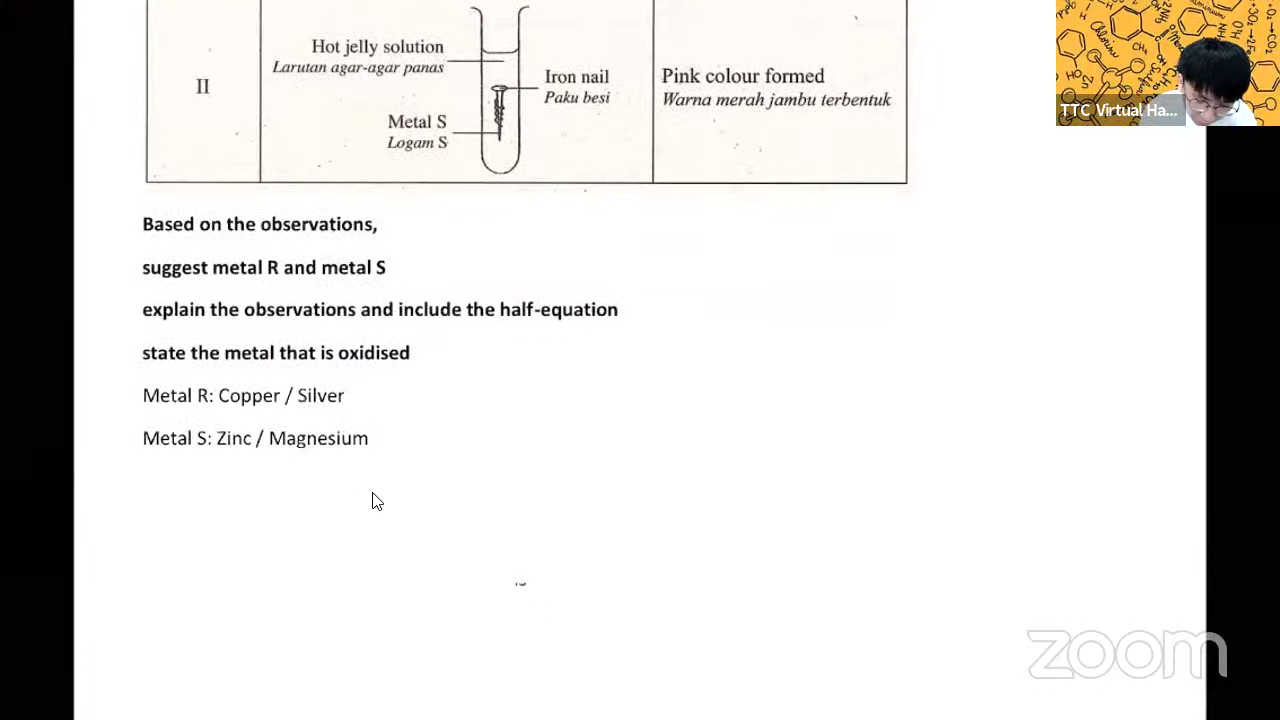 Hot jelly solution
Larutan agar-agar panas
II
Iron nail
Paku besi
Pink colour formed
Warna merah jambu terbentuk
Metal S
Logam S
Based on the observations,
suggest metal R and metal S
explain the observations and include the half-equation
state the metal that is oxidised
Metal R: Copper / Silver
Metal S: Zinc / Magnesium
TTC Virtual Ha...
zoom